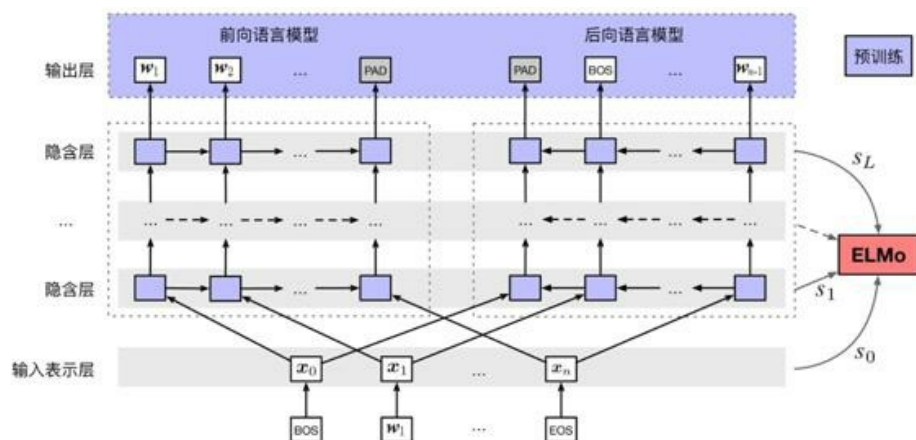 前向语言模型 后向语言模型
输出层 w₁ w₂ ... PAD PAD BOS ... wₙ₋₁ 预训练
隐含层 ... ... s_L
... ... ... ... ... ... ... ... ...
ELMo
隐含层 ... ... s₁
输入表示层 x₀ x₁ ... xₙ s₀
BOS w₁ ... EOS